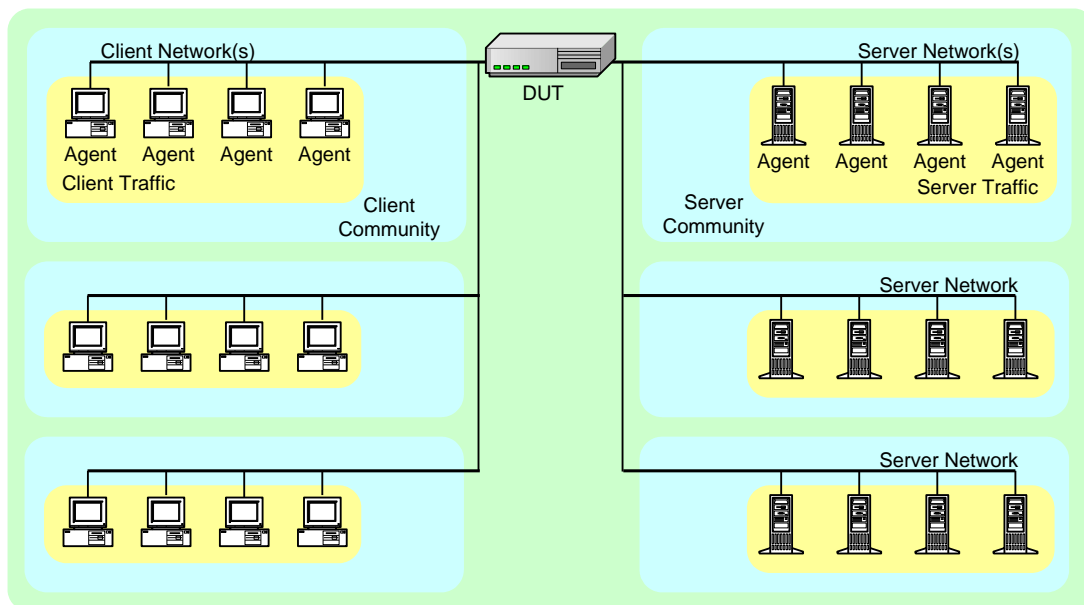 Client Network(s)
Server Network(s)
DUT
Agent Agent Agent Agent
Agent Agent Agent Agent
Client Traffic
Server Traffic
Client
Community
Server
Community
Server Network
Server Network